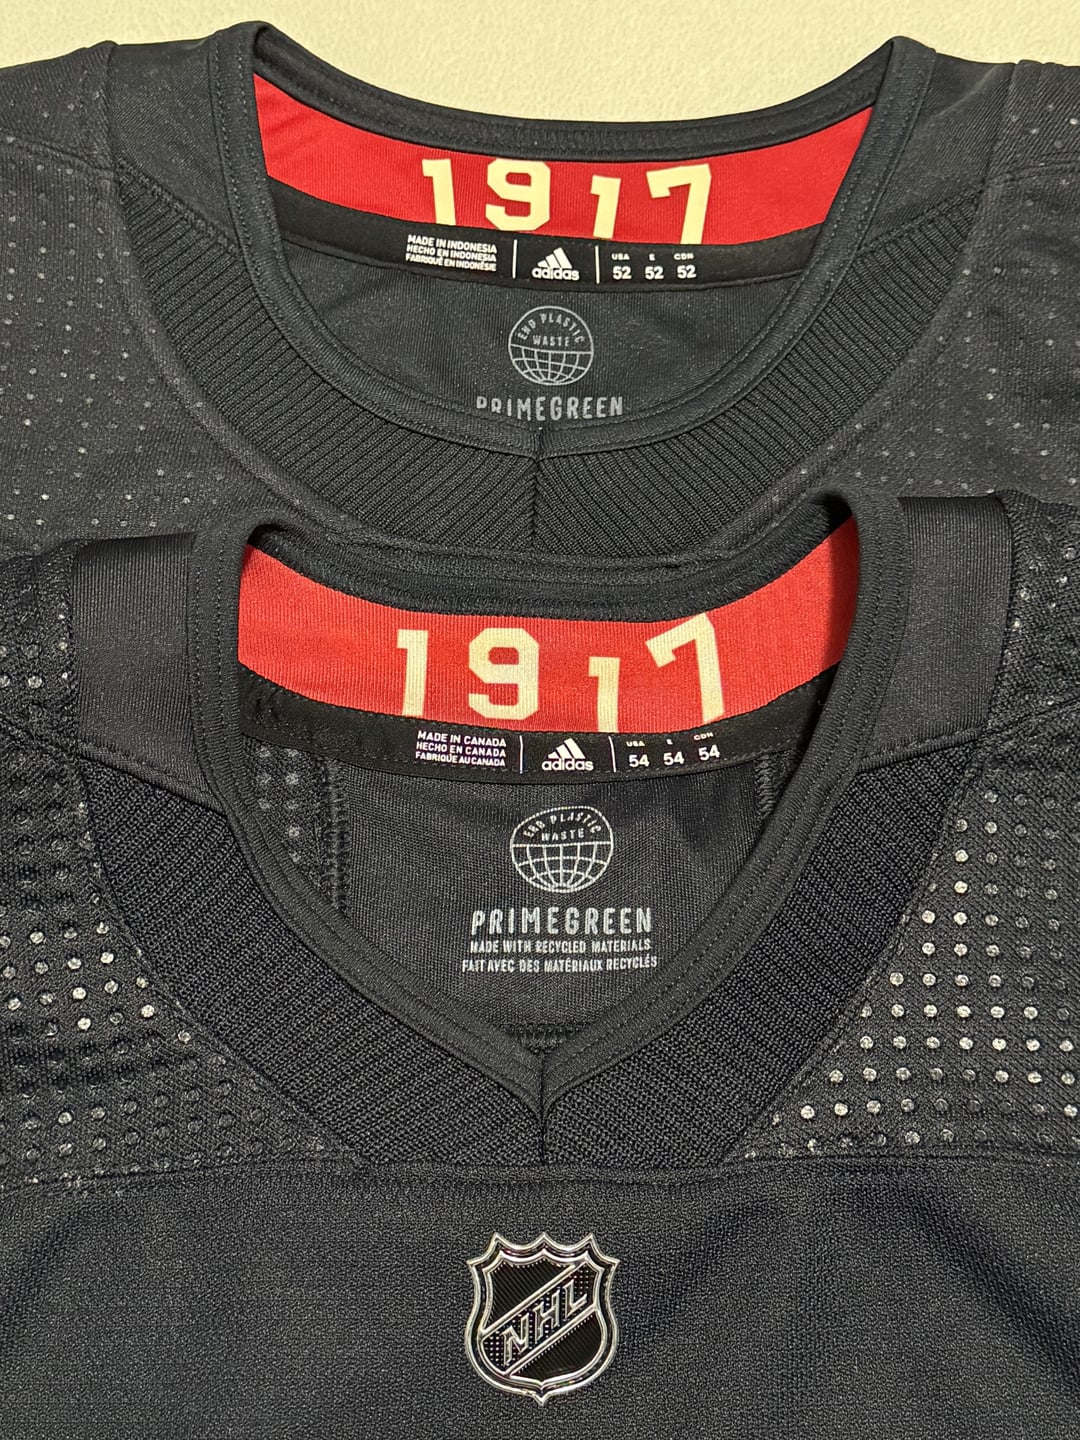 1917
MADE IN INDONESIA
HECHO EN INDONESIA
FABRIQUÉ EN INDONÉSIE
adidas
USA E CDN
52 52 52
END PLASTIC
WASTE
PRIMEGREEN
1917
MADE IN CANADA
HECHO EN CANADA
FABRIQUE AU CANADA
adidas
USA E CDN
54 54 54
END PLASTIC
WASTE
PRIMEGREEN
MADE WITH RECYCLED MATERIALS
FAIT AVEC DES MATÉRIAUX RECYCLÉS
NHL